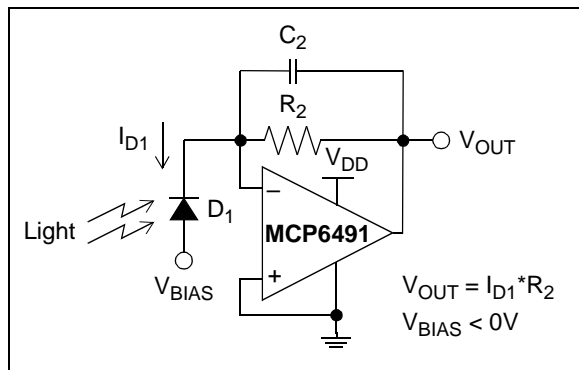 C2
R2
ID1
VDD
VOUT
−
Light
D1
MCP6491
+
VBIAS
VOUT = ID1*R2
VBIAS < 0V